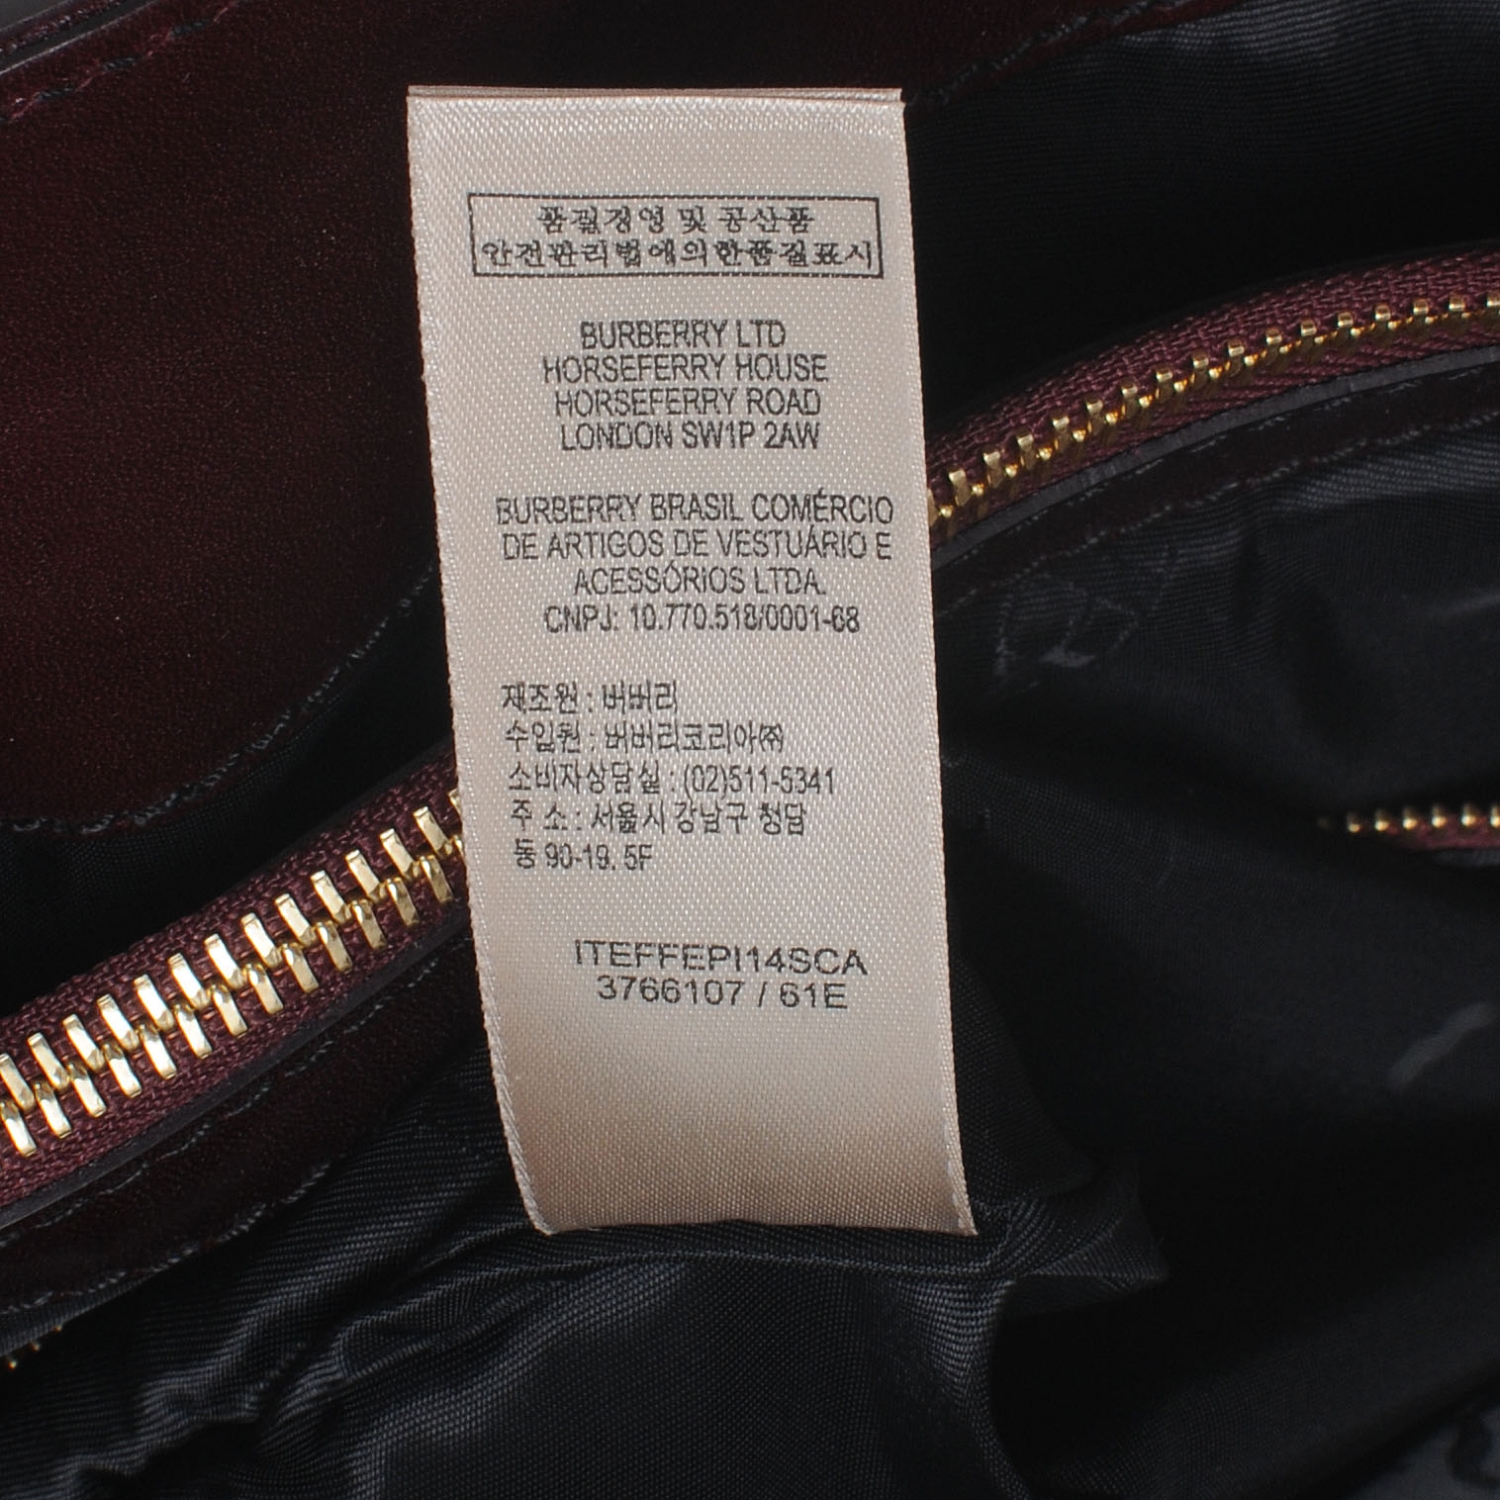 품질경영 및 공산품
안전관리법에의한품질표시
BURBERRY LTD
HORSEFERRY HOUSE
HORSEFERRY ROAD
LONDON SW1P 2AW
BURBERRY BRASIL COMÉRCIO
DE ARTIGOS DE VESTUÁRIO E
ACESSÓRIOS LTDA.
CNPJ: 10.770.518/0001-68
제조원 : 버버리
수입원 : 버버리코리아㈜
소비자상담실 : (02)511-5341
주 소 : 서울시 강남구 청담
동 90-19. 5F
ITEFFEPI14SCA
3766107 / 61E